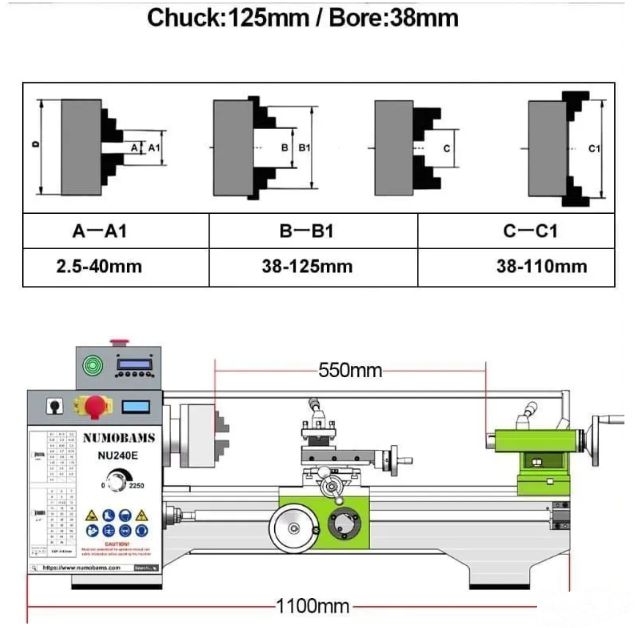 Chuck:125mm / Bore:38mm
D A A1 B B1 C C1
A—A1 B—B1 C—C1
2.5-40mm 38-125mm 38-110mm
550mm
NUMOBAMS
NU240E
0 2250
CAUTION!
https://www.numobams.com
1100mm